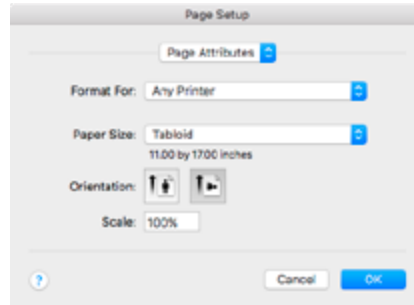 Page Setup
Page Attributes
Format For: Any Printer
Paper Size: Tabloid
11.00 by 17.00 inches
Orientation:
Scale: 100%
? Cancel OK